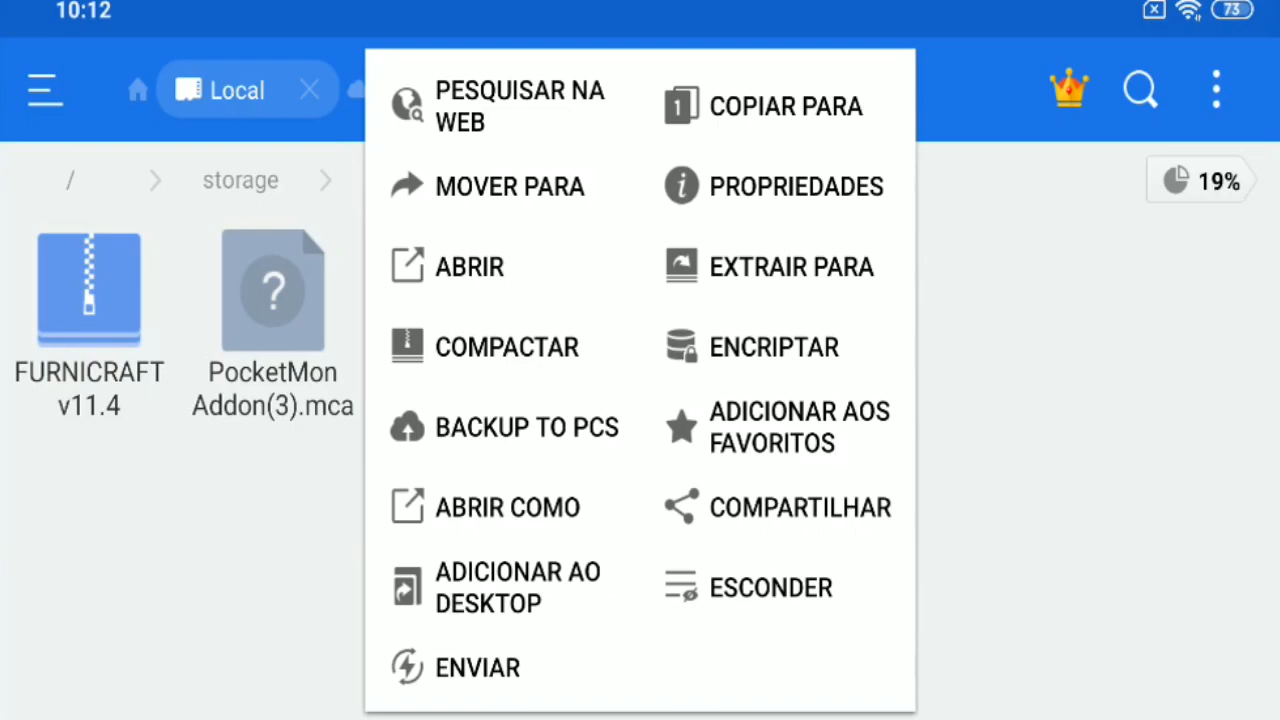 10:12
73
Local
/
storage
19%
FURNICRAFT
v11.4
PocketMon
Addon(3).mca
PESQUISAR NA
WEB
1
COPIAR PARA
MOVER PARA
PROPRIEDADES
ABRIR
EXTRAIR PARA
COMPACTAR
ENCRIPTAR
BACKUP TO PCS
ADICIONAR AOS
FAVORITOS
ABRIR COMO
COMPARTILHAR
ADICIONAR AO
DESKTOP
ESCONDER
ENVIAR